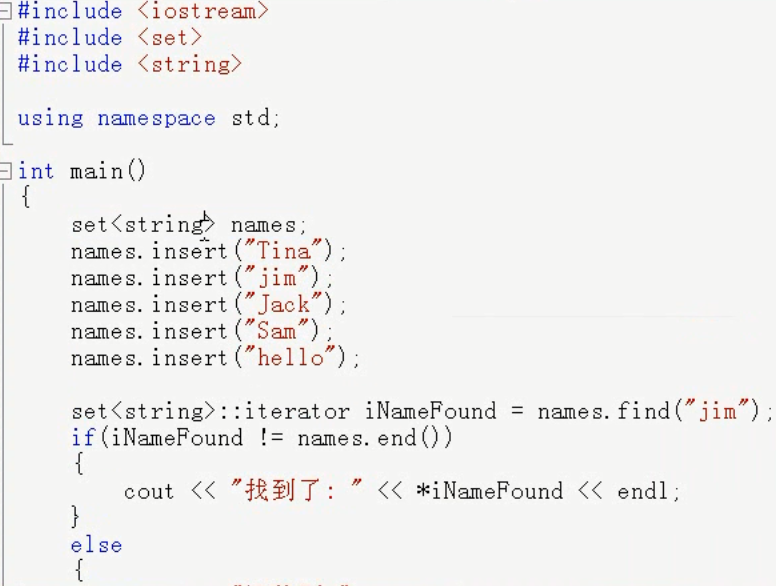 #include <iostream>
#include <set>
#include <string>
using namespace std;
int main()
{
set<string> names;
names.insert("Tina");
names.insert("jim");
names.insert("Jack");
names.insert("Sam");
names.insert("hello");
set<string>::iterator iNameFound = names.find("jim");
if(iNameFound != names.end())
{
cout << "找到了: " << *iNameFound << endl;
}
else
{